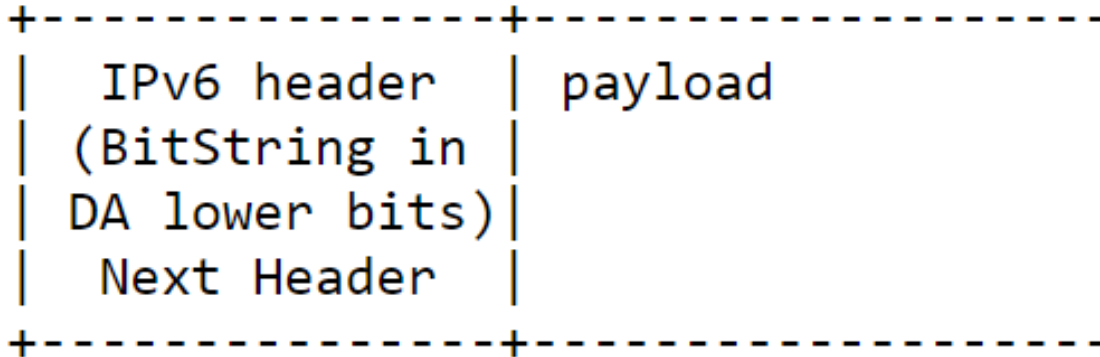 +---------------+-------------------
|  IPv6 header  | payload
| (BitString in |
| DA lower bits)|
|  Next Header  |
+---------------+-------------------